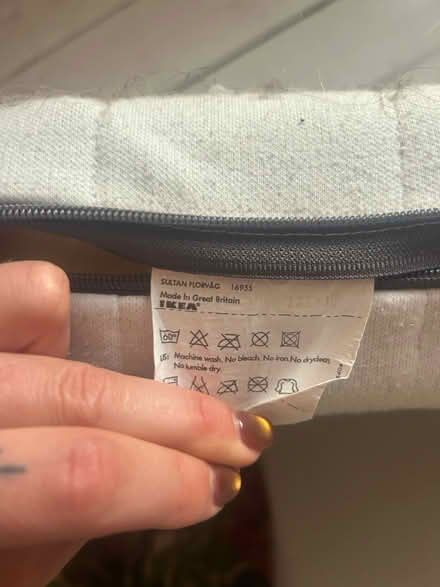 SULTAN FLORVÅG 16955
Made in Great Britain
IKEA®
60°
US: Machine wash. No bleach. No iron. No dryclean.
No tumble dry.